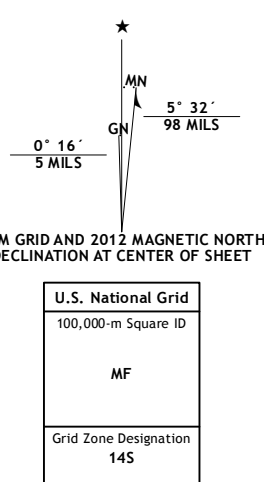 MN
5° 32´
98 MILS
GN
0° 16´
5 MILS
M GRID AND 2012 MAGNETIC NORTH
DECLINATION AT CENTER OF SHEET
U.S. National Grid
100,000-m Square ID
MF
Grid Zone Designation
14S